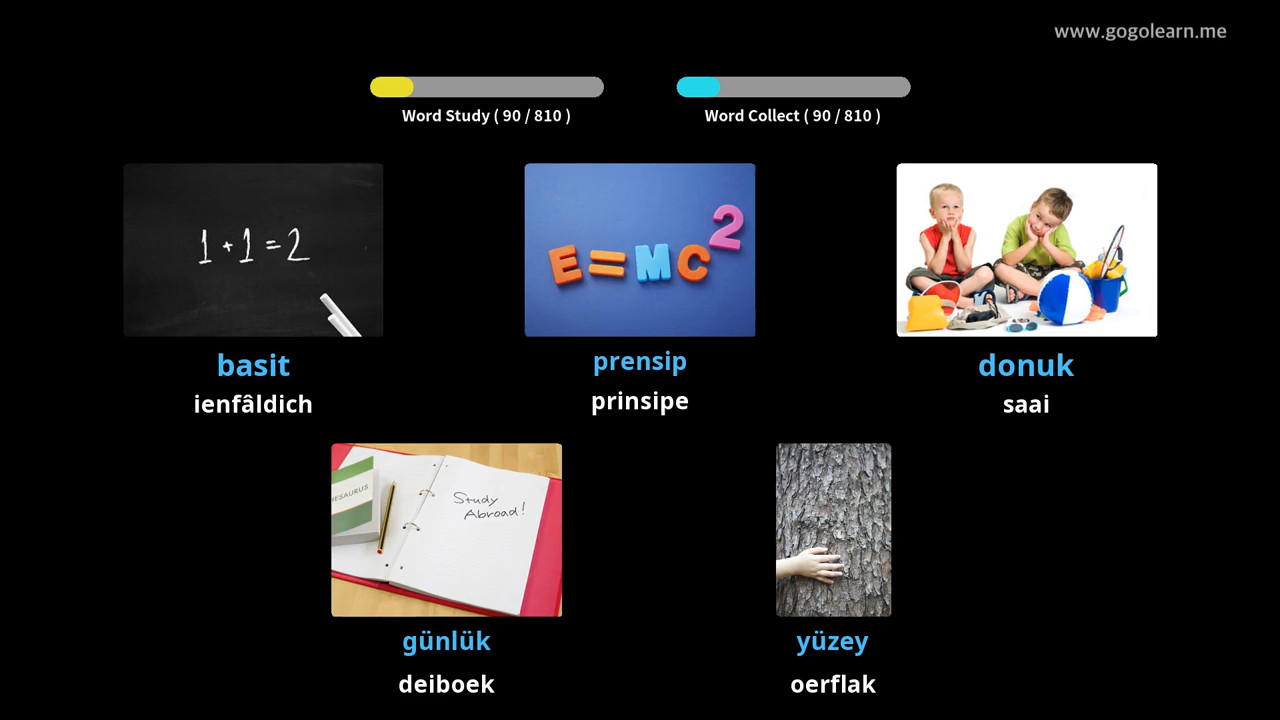 www.gogolearn.me
Word Study ( 90 / 810 )
Word Collect ( 90 / 810 )
1 + 1 = 2
E=MC2
basit
ienfâldich
prensip
prinsipe
donuk
saai
HESAURUS
Study
Abroad!
günlük
deiboek
yüzey
oerflak